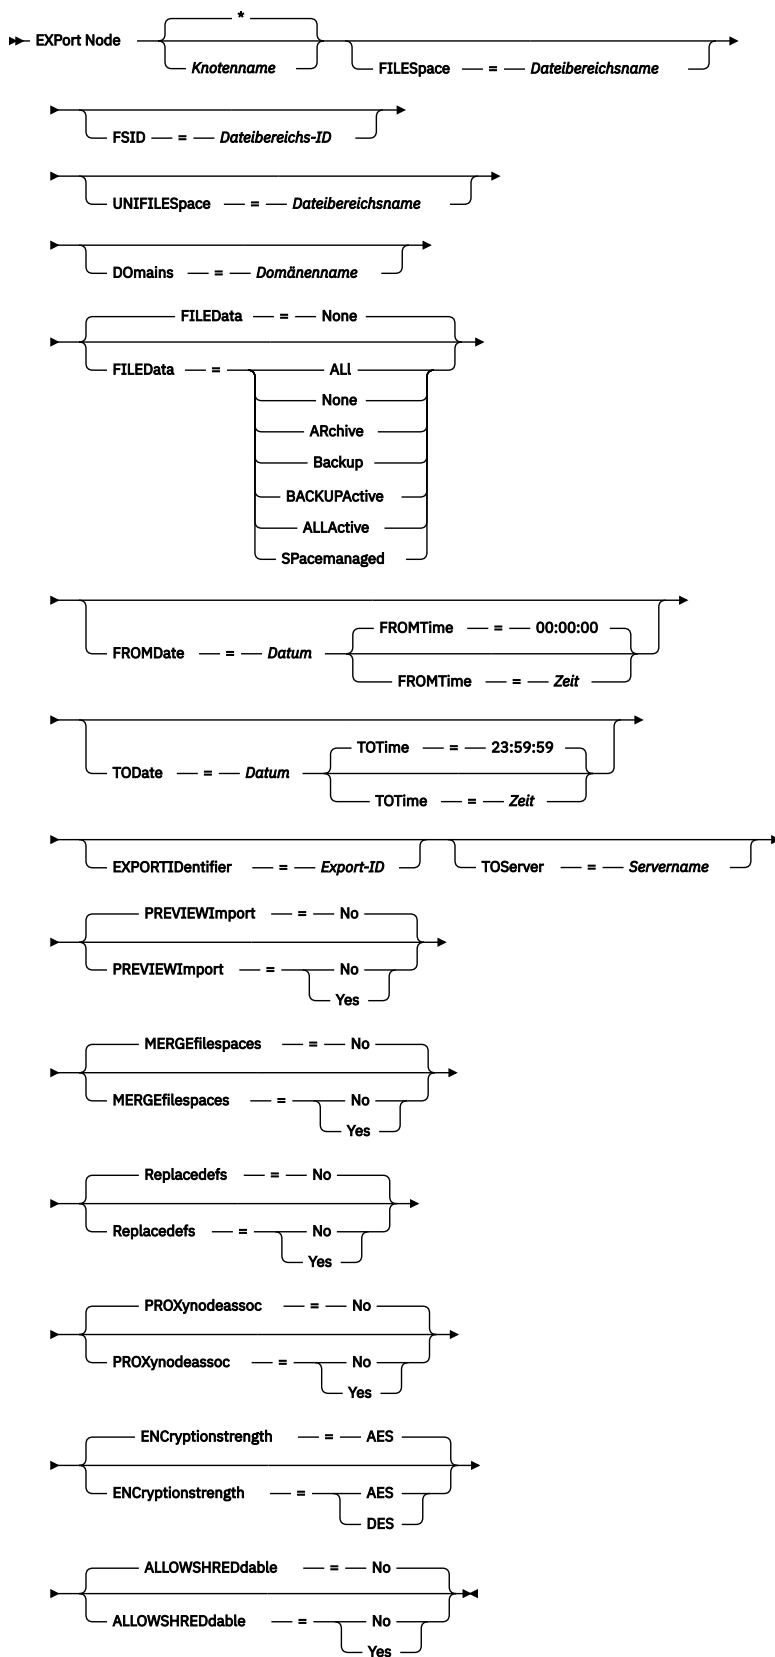 *
EXPort Node
Knotenname
FILESpace = Dateibereichsname
FSID = Dateibereichs-ID
UNIFILESpace = Dateibereichsname
DOmains = Domänenname
FILEData = None
FILEData = ALl
None
ARchive
Backup
BACKUPActive
ALLActive
SPacemanaged
FROMTime = 00:00:00
FROMDate = Datum
FROMTime = Zeit
TOTime = 23:59:59
TODate = Datum
TOTime = Zeit
EXPORTIDentifier = Export-ID
TOServer = Servername
PREVIEWImport = No
PREVIEWImport = No
Yes
MERGEfilespaces = No
MERGEfilespaces = No
Yes
Replacedefs = No
Replacedefs = No
Yes
PROXynodeassoc = No
PROXynodeassoc = No
Yes
ENCryptionstrength = AES
ENCryptionstrength = AES
DES
ALLOWSHREDdable = No
ALLOWSHREDdable = No
Yes